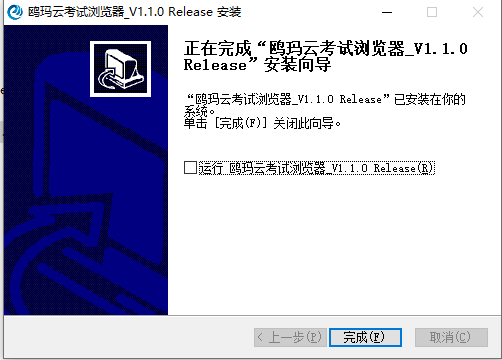 鸥玛云考试浏览器_V1.1.0 Release 安装
正在完成“鸥玛云考试浏览器_V1.1.0
Release”安装向导
“鸥玛云考试浏览器_V1.1.0 Release”已安装在你的
系统。
单击 [完成(F)] 关闭此向导。
运行 鸥玛云考试浏览器_V1.1.0 Release(R)
< 上一步(P)
完成(F)
取消(C)